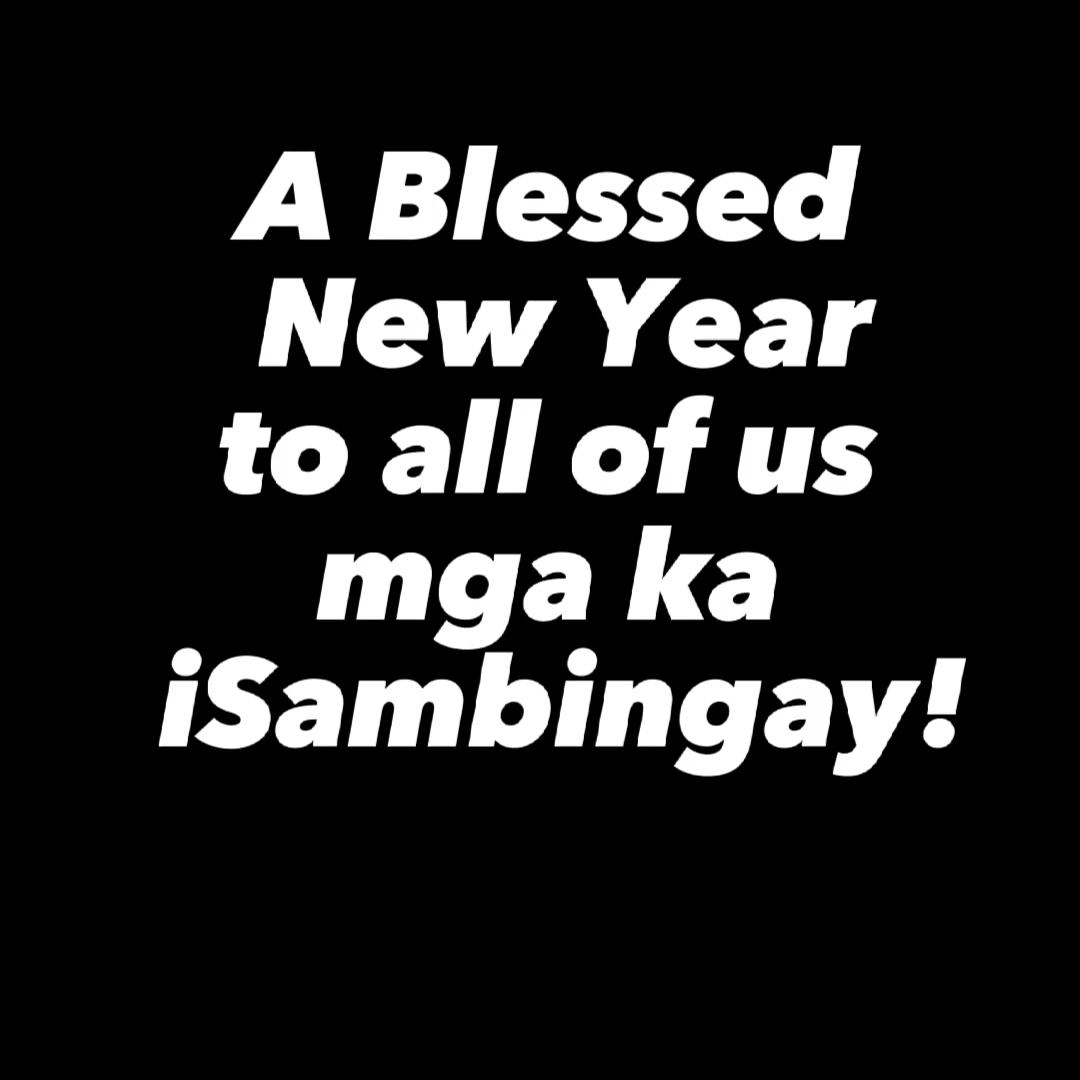 A Blessed
New Year
to all of us
mga ka
iSambingay!